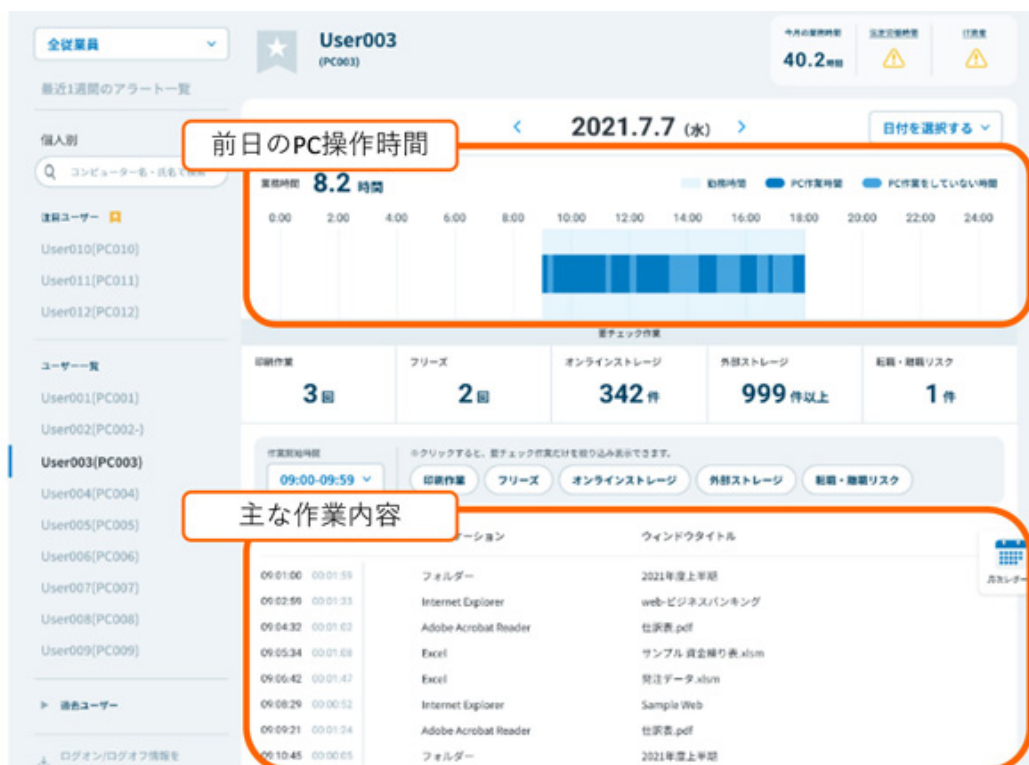 全従業員
最近1週間のアラート一覧
個人別
コンピューター名・氏名で検索
注目ユーザー
User010(PC010)
User011(PC011)
User012(PC012)
ユーザー一覧
User001(PC001)
User002(PC002-)
User003(PC003)
User004(PC004)
User005(PC005)
User006(PC006)
User007(PC007)
User008(PC008)
User009(PC009)
過去ユーザー
ログオン/ログオフ情報を
User003
(PC003)
今月の業務時間
40.2時間
法定労働時間
IT資産
2021.7.7 (水)
日付を選択する
前日のPC操作時間
業務時間 8.2 時間
勤務時間 PC作業時間 PC作業をしていない時間
0:00 2:00 4:00 6:00 8:00 10:00 12:00 14:00 16:00 18:00 20:00 22:00 24:00
要チェック作業
印刷作業 フリーズ オンラインストレージ 外部ストレージ 転職・離職リスク
3回 2回 342件 999件以上 1件
作業開始時間
※クリックすると、要チェック作業だけを絞り込み表示できます。
09:00-09:59 印刷作業 フリーズ オンラインストレージ 外部ストレージ 転職・離職リスク
主な作業内容
ーション ウィンドウタイトル
09:01:00 00:01:59 フォルダー 2021年度上半期
09:02:59 00:01:33 Internet Explorer web-ビジネスバンキング
09:04:32 00:01:02 Adobe Acrobat Reader 仕訳表.pdf
09:05:34 00:01:08 Excel サンプル 資金繰り表.xlsm
09:06:42 00:01:47 Excel 発注データ.xlsm
09:08:29 00:00:52 Internet Explorer Sample Web
09:09:21 00:01:24 Adobe Acrobat Reader 仕訳表.pdf
09:10:45 00:00:05 フォルダー 2021年度上半期
月次レポー